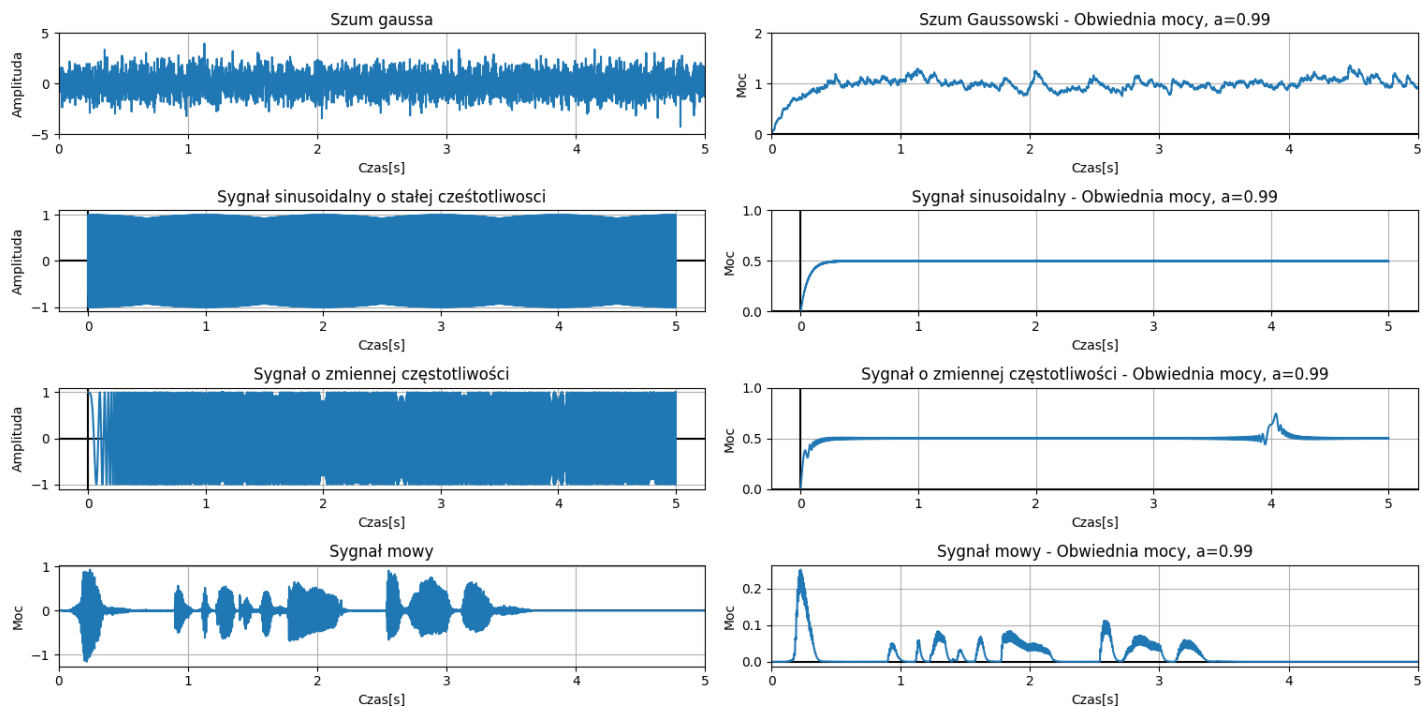 Szum gaussa
Amplituda
5
0
−5
0 1 2 3 4 5
Czas[s]
Szum Gaussowski - Obwiednia mocy, a=0.99
Moc
2
1
0
0 1 2 3 4 5
Czas[s]
Sygnał sinusoidalny o stałej cześtotliwosci
Amplituda
1
0
−1
0 1 2 3 4 5
Czas[s]
Sygnał sinusoidalny - Obwiednia mocy, a=0.99
Moc
1.0
0.5
0.0
0 1 2 3 4 5
Czas[s]
Sygnał o zmiennej częstotliwości
Amplituda
1
0
−1
0 1 2 3 4 5
Czas[s]
Sygnał o zmiennej częstotliwości - Obwiednia mocy, a=0.99
Moc
1.0
0.5
0.0
0 1 2 3 4 5
Czas[s]
Sygnał mowy
Moc
1
0
−1
0 1 2 3 4 5
Czas[s]
Sygnał mowy - Obwiednia mocy, a=0.99
Moc
0.2
0.1
0.0
0 1 2 3 4 5
Czas[s]